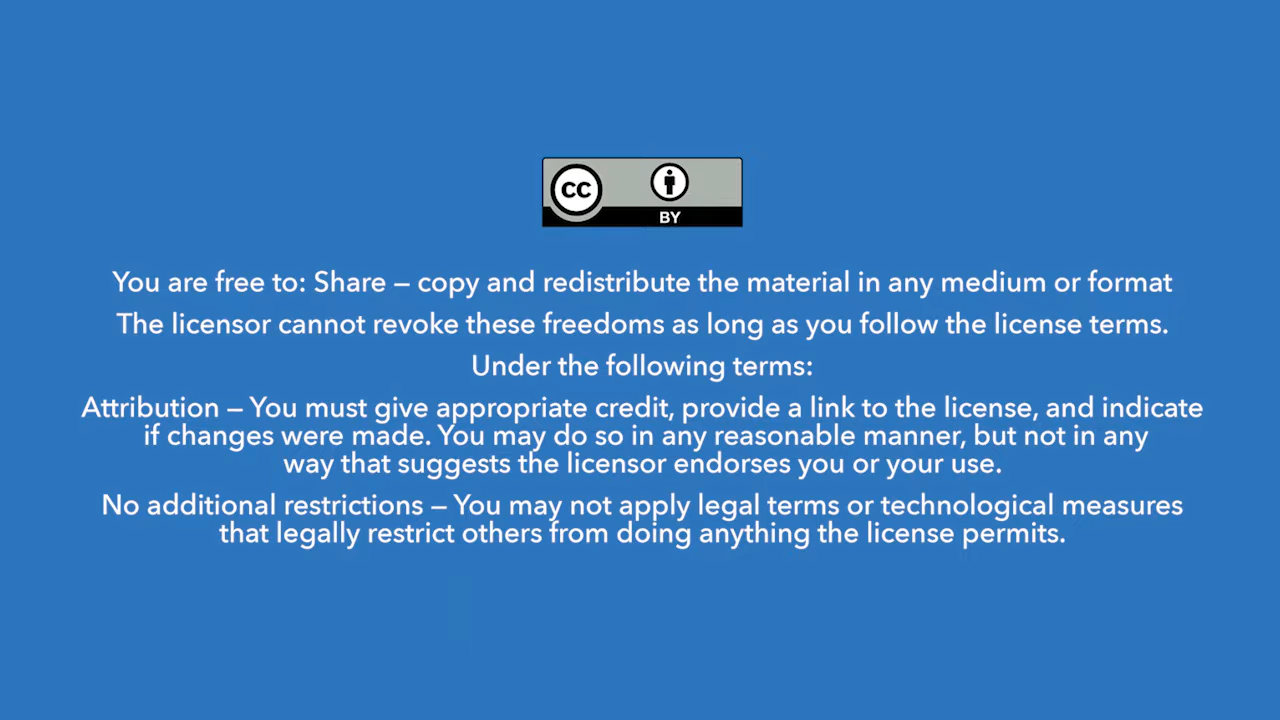 CC
BY
You are free to: Share – copy and redistribute the material in any medium or format
The licensor cannot revoke these freedoms as long as you follow the license terms.
Under the following terms:
Attribution – You must give appropriate credit, provide a link to the license, and indicate
if changes were made. You may do so in any reasonable manner, but not in any
way that suggests the licensor endorses you or your use.
No additional restrictions – You may not apply legal terms or technological measures
that legally restrict others from doing anything the license permits.